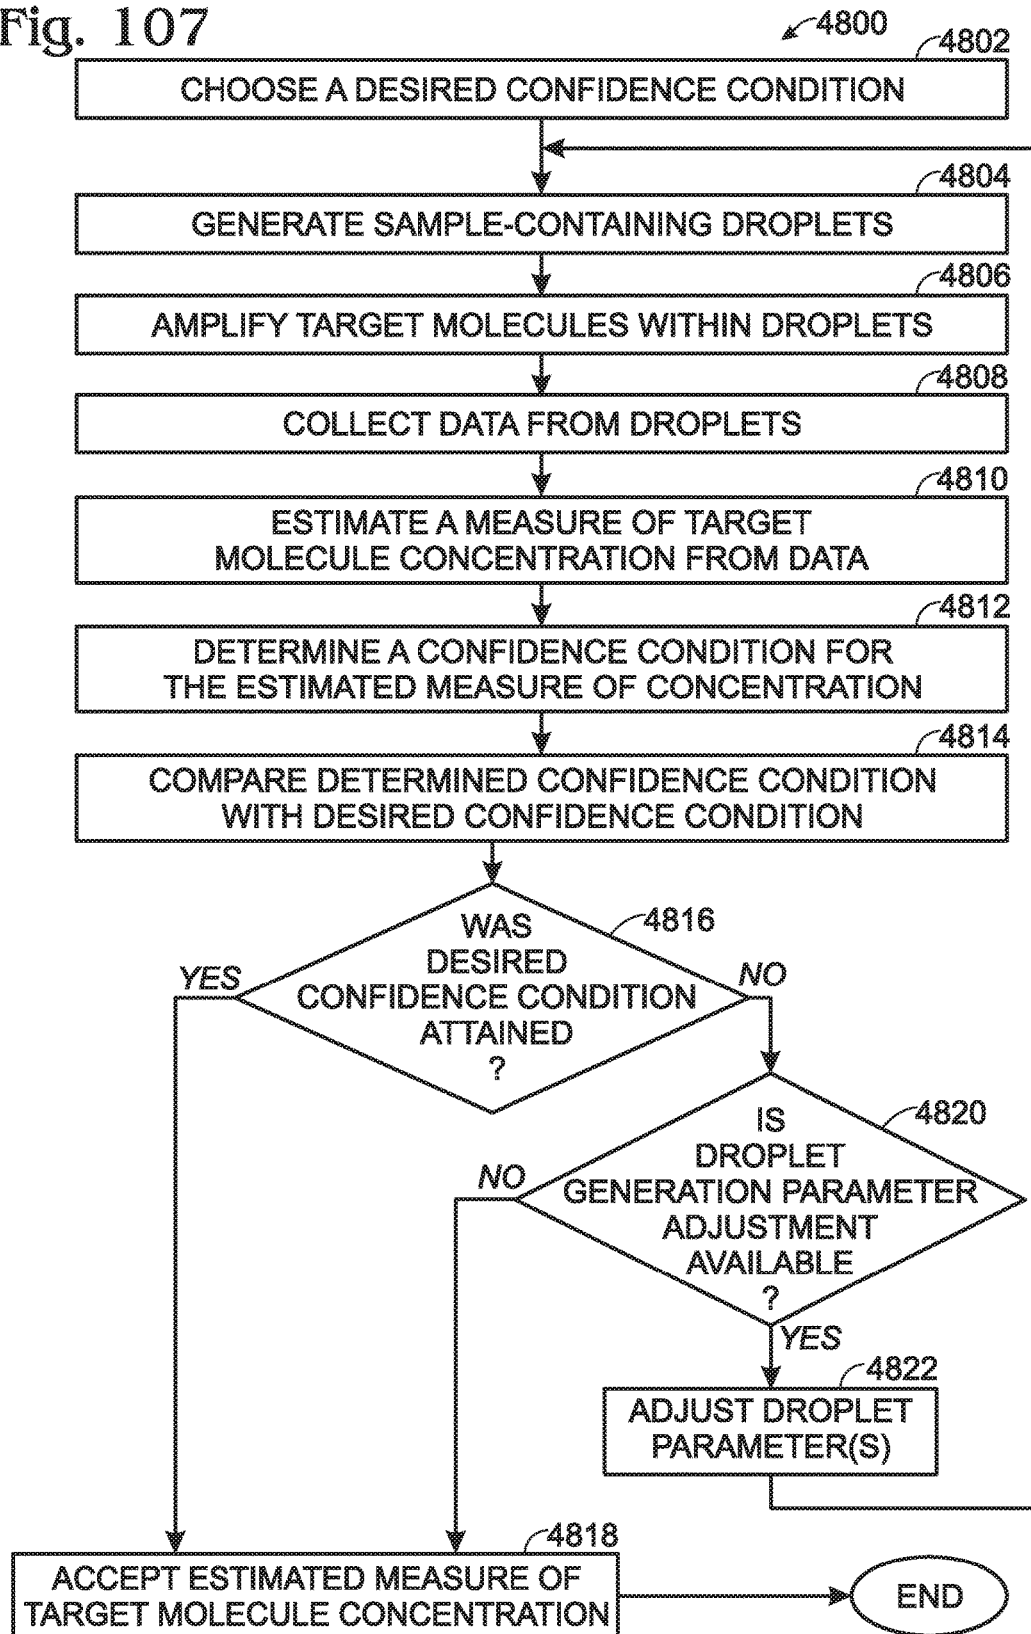 Fig. 107
4800
4802
CHOOSE A DESIRED CONFIDENCE CONDITION
4804
GENERATE SAMPLE-CONTAINING DROPLETS
4806
AMPLIFY TARGET MOLECULES WITHIN DROPLETS
4808
COLLECT DATA FROM DROPLETS
4810
ESTIMATE A MEASURE OF TARGET
MOLECULE CONCENTRATION FROM DATA
4812
DETERMINE A CONFIDENCE CONDITION FOR
THE ESTIMATED MEASURE OF CONCENTRATION
4814
COMPARE DETERMINED CONFIDENCE CONDITION
WITH DESIRED CONFIDENCE CONDITION
4816
WAS
DESIRED
CONFIDENCE CONDITION
ATTAINED
?
YES
NO
4820
IS
DROPLET
GENERATION PARAMETER
ADJUSTMENT
AVAILABLE
?
NO
YES
4822
ADJUST DROPLET
PARAMETER(S)
4818
ACCEPT ESTIMATED MEASURE OF
TARGET MOLECULE CONCENTRATION
END